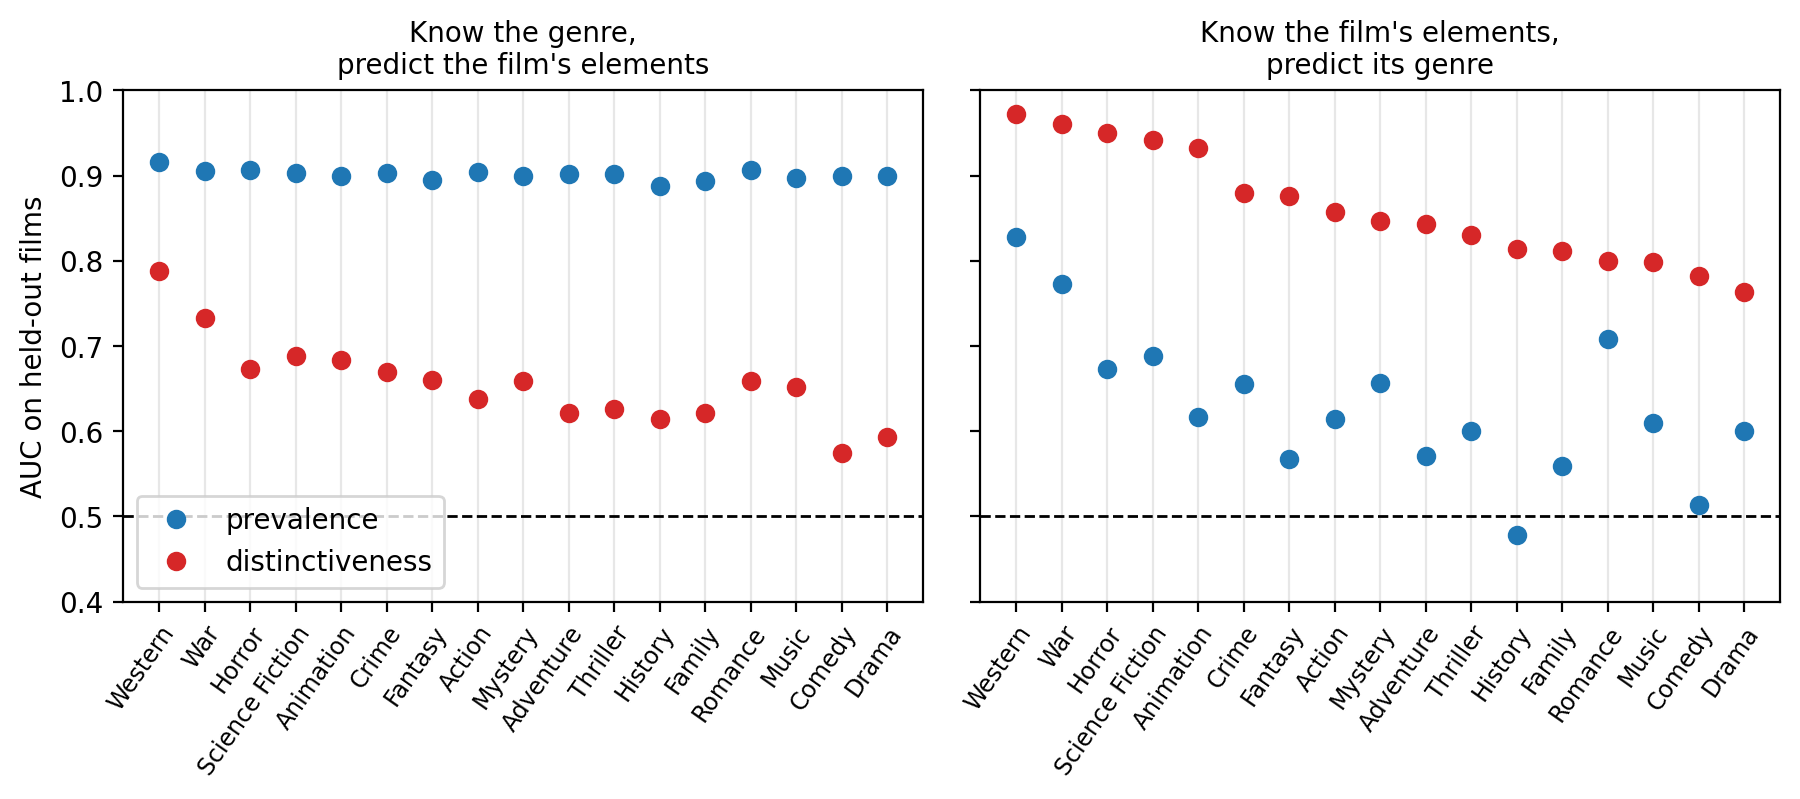 Know the genre,
predict the film's elements
Know the film's elements,
predict its genre
AUC on held-out films
1.0
0.9
0.8
0.7
0.6
0.5
0.4
prevalence
distinctiveness
Western
War
Horror
Science Fiction
Animation
Crime
Fantasy
Action
Mystery
Adventure
Thriller
History
Family
Romance
Music
Comedy
Drama
Western
War
Horror
Science Fiction
Animation
Crime
Fantasy
Action
Mystery
Adventure
Thriller
History
Family
Romance
Music
Comedy
Drama